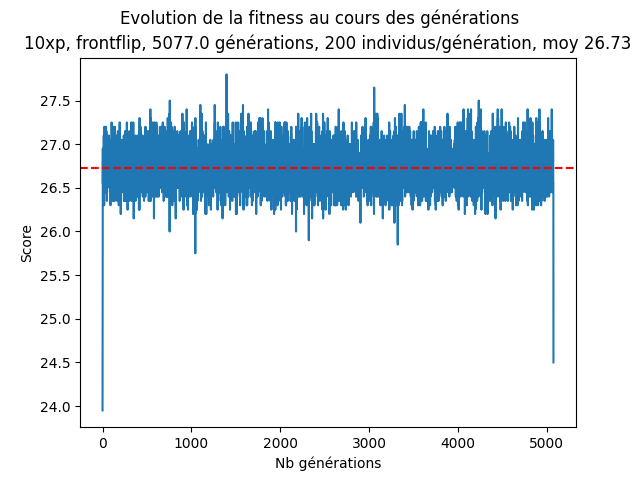 Evolution de la fitness au cours des générations
10xp, frontflip, 5077.0 générations, 200 individus/génération, moy 26.73
27.5
27.0
26.5
26.0
25.5
25.0
24.5
24.0
Score
0 1000 2000 3000 4000 5000
Nb générations